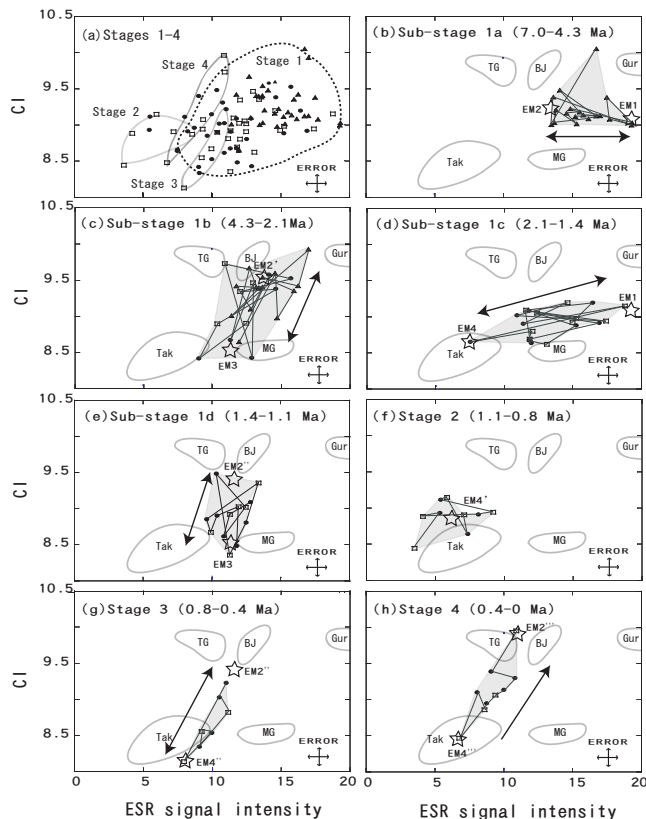 (a) Stages 1-4
Stage 4
Stage 1
Stage 2
Stage 3
ERROR
10.5
9.5
8.5
CI
(b) Sub-stage 1a (7.0-4.3 Ma)
TG
BJ
Gur
EM2
EM1
Tak
MG
ERROR
(c) Sub-stage 1b (4.3-2.1Ma)
TG
BJ
Gur
EM2'
Tak
EM3
MG
ERROR
10.5
9.5
8.5
CI
(d) Sub-stage 1c (2.1-1.4 Ma)
TG
BJ
Gur
EM1
EM4
Tak
MG
ERROR
(e) Sub-stage 1d (1.4-1.1 Ma)
TG
BJ
Gur
EM2''
Tak
EM3
MG
ERROR
10.5
9.5
8.5
CI
(f) Stage 2 (1.1-0.8 Ma)
TG
BJ
Gur
EM4'
Tak
MG
ERROR
(g) Stage 3 (0.8-0.4 Ma)
TG
BJ
Gur
EM2''
Tak
EM4''
MG
ERROR
10.5
9.5
8.5
CI
0 5 10 15 20
ESR signal intensity
(h) Stage 4 (0.4-0 Ma)
EM2'''
TG
BJ
Gur
Tak
EM4'''
MG
ERROR
5 10 15 20
ESR signal intensity